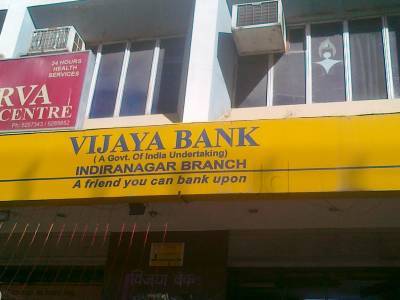 24 HOURS
HEALTH
SERVICES
RVA
CENTRE
VIJAYA BANK
( A Govt. Of India Undertaking)
INDIRANAGAR BRANCH
A friend you can bank upon